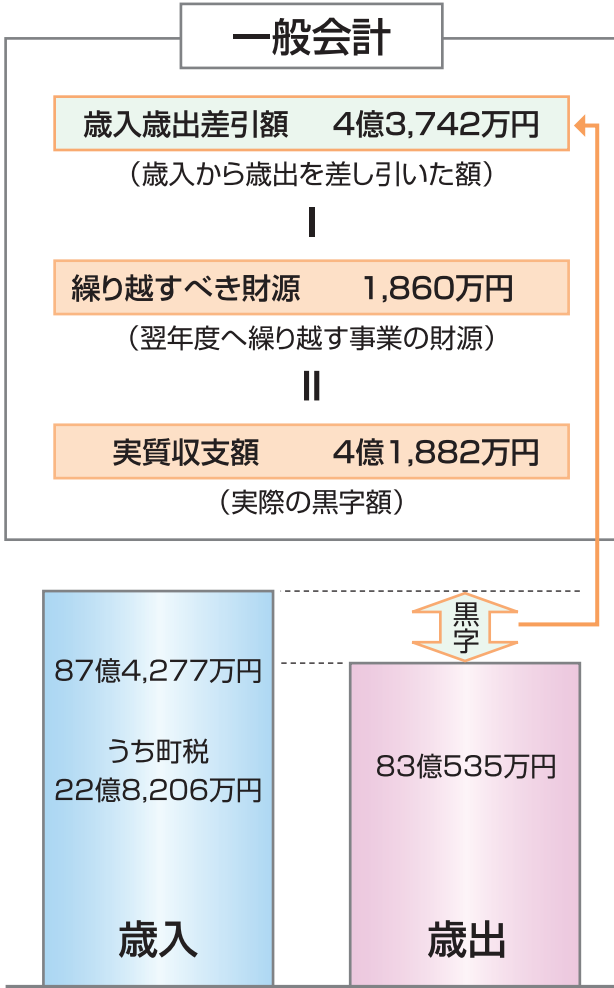 一般会計
歳入歳出差引額 4億3,742万円
（歳入から歳出を差し引いた額）
－
繰り越すべき財源 1,860万円
（翌年度へ繰り越す事業の財源）
＝
実質収支額 4億1,882万円
（実際の黒字額）
黒字
87億4,277万円
うち町税
22億8,206万円
83億535万円
歳入
歳出